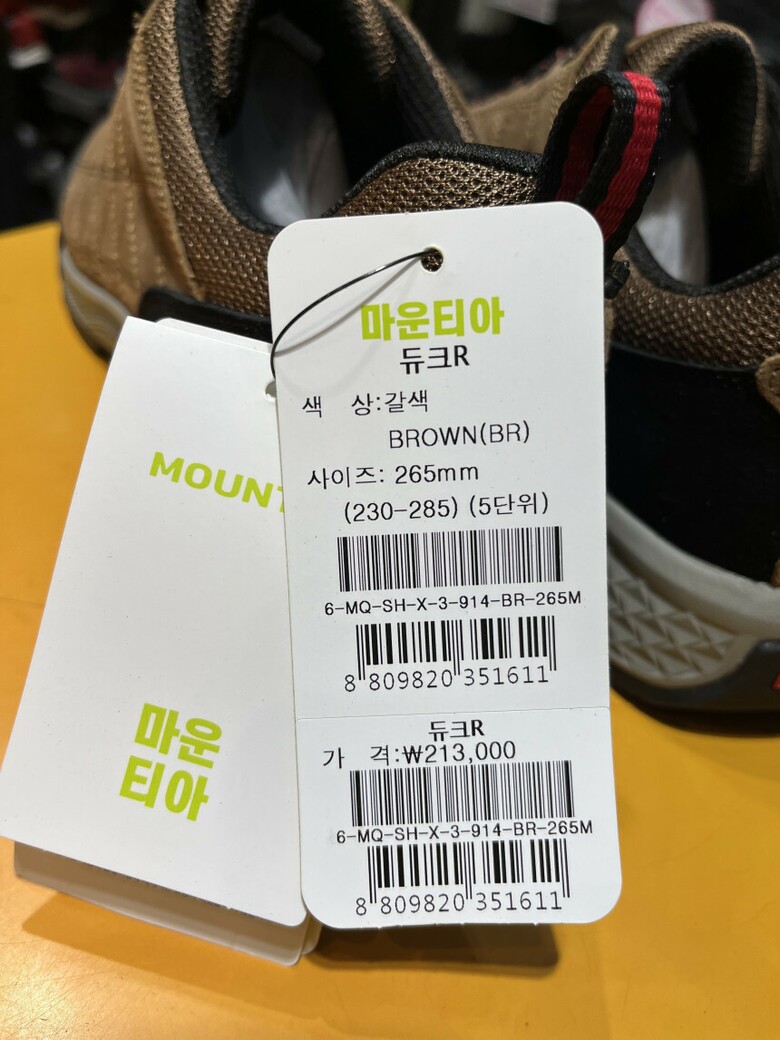 마운티아
듀크R
색 상:갈색
BROWN(BR)
사이즈: 265mm
(230-285) (5단위)
6-MQ-SH-X-3-914-BR-265M
8 809820 351611
듀크R
가 격:₩213,000
6-MQ-SH-X-3-914-BR-265M
8 809820 351611
MOUNT
마운
티아